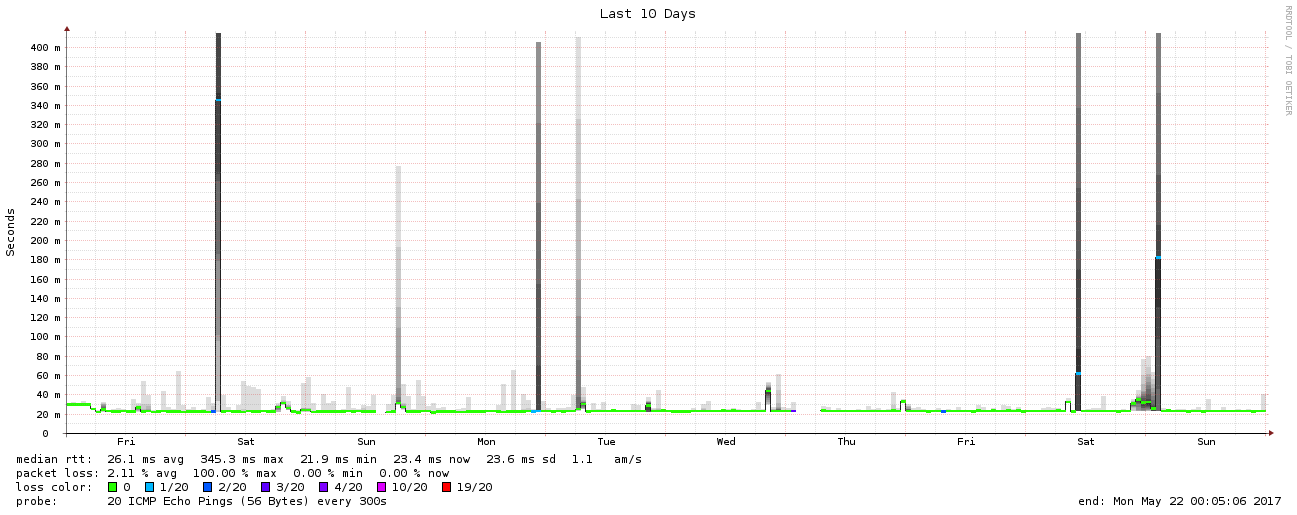 Last 10 Days
RRDTOOL / TOBI OETIKER
Seconds
400 m
380 m
360 m
340 m
320 m
300 m
280 m
260 m
240 m
220 m
200 m
180 m
160 m
140 m
120 m
100 m
80 m
60 m
40 m
20 m
0
Fri Sat Sun Mon Tue Wed Thu Fri Sat Sun
median rtt: 26.1 ms avg 345.3 ms max 21.9 ms min 23.4 ms now 23.6 ms sd 1.1 am/s
packet loss: 2.11 % avg 100.00 % max 0.00 % min 0.00 % now
loss color: 0 1/20 2/20 3/20 4/20 10/20 19/20
probe: 20 ICMP Echo Pings (56 Bytes) every 300s end: Mon May 22 00:05:06 2017